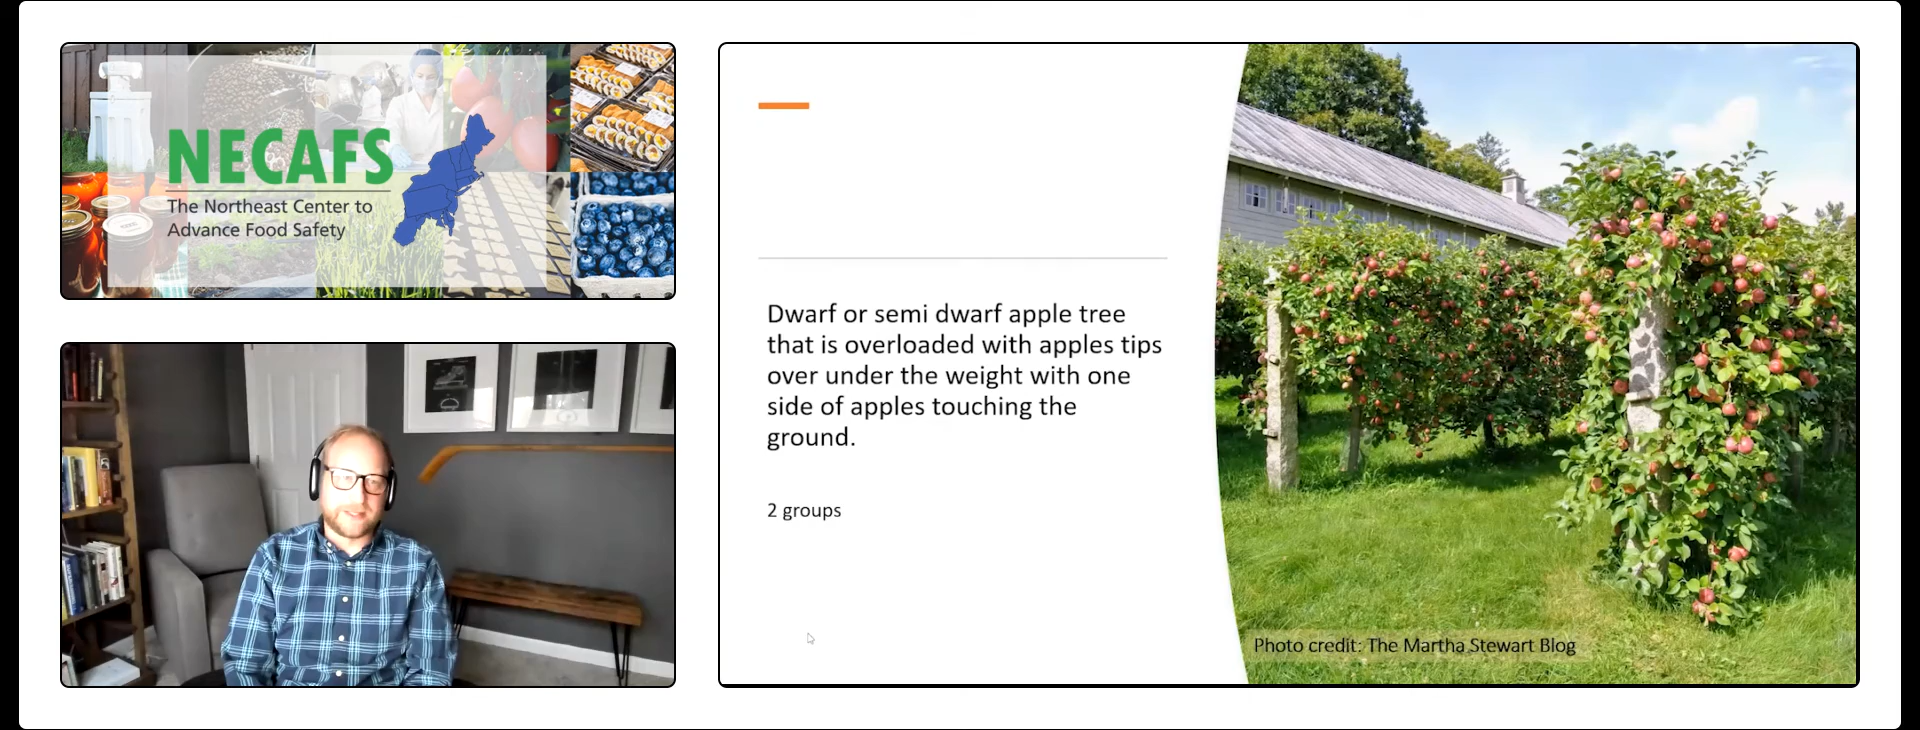 NECAFS
The Northeast Center to
Advance Food Safety
Dwarf or semi dwarf apple tree
that is overloaded with apples tips
over under the weight with one
side of apples touching the
ground.
2 groups
Photo credit: The Martha Stewart Blog